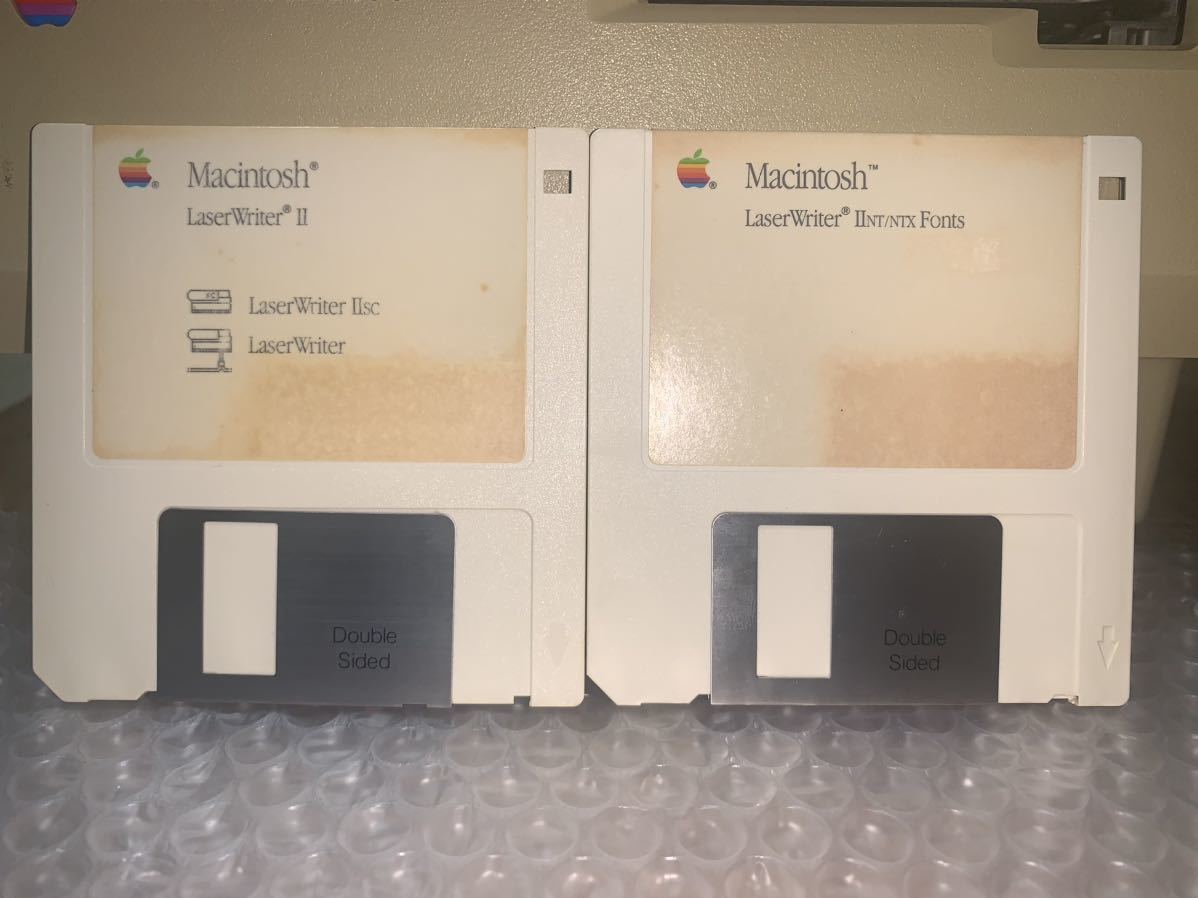 Macintosh®
LaserWriter® II
LaserWriter IIsc
LaserWriter
Double
Sided
Macintosh™
LaserWriter® IINT/NTX Fonts
Double
Sided